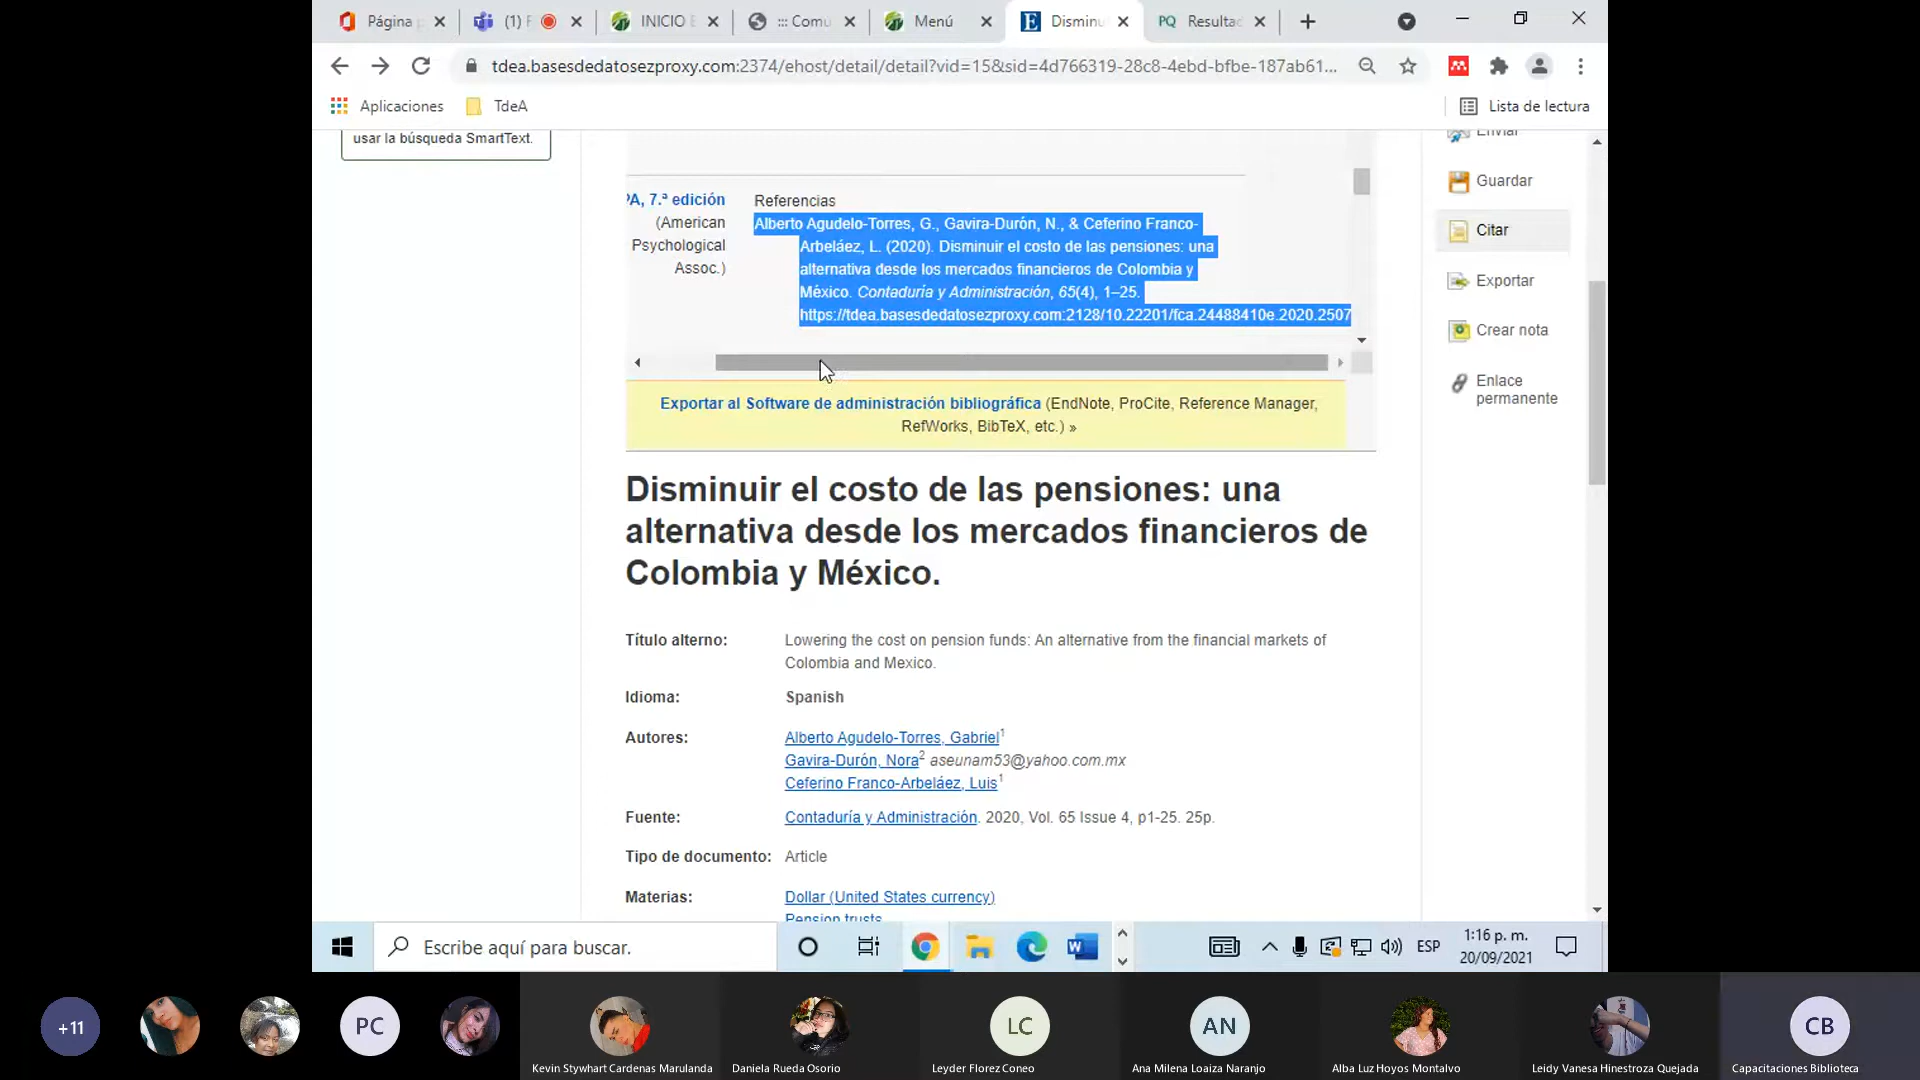 Página
(1) F
INICIO E
::: Comu
Menú
Disminu
PQ
Resultad
tdea.basesdedatosezproxy.com:2374/ehost/detail/detail?vid=15&sid=4d766319-28c8-4ebd-bfbe-187ab61...
Aplicaciones
TdeA
Lista de lectura
usar la búsqueda SmartText.
PA, 7.ª edición
(American
Psychological
Assoc.)
Referencias
Alberto Agudelo-Torres, G., Gavira-Durón, N., & Ceferino Franco-
Arbeláez, L. (2020). Disminuir el costo de las pensiones: una
alternativa desde los mercados financieros de Colombia y
México. Contaduría y Administración, 65(4), 1–25.
https://tdea.basesdedatosezproxy.com:2128/10.22201/fca.24488410e.2020.2507
Exportar al Software de administración bibliográfica (EndNote, ProCite, Reference Manager,
RefWorks, BibTeX, etc.) »
Enviar
Guardar
Citar
Exportar
Crear nota
Enlace
permanente
Disminuir el costo de las pensiones: una
alternativa desde los mercados financieros de
Colombia y México.
Título alterno: Lowering the cost on pension funds: An alternative from the financial markets of
Colombia and Mexico.
Idioma: Spanish
Autores: Alberto Agudelo-Torres, Gabriel1
Gavira-Durón, Nora2 aseunam53@yahoo.com.mx
Ceferino Franco-Arbeláez, Luis1
Fuente: Contaduría y Administración. 2020, Vol. 65 Issue 4, p1-25. 25p.
Tipo de documento: Article
Materias: Dollar (United States currency)
Pension trusts
Escribe aquí para buscar.
ESP
1:16 p. m.
20/09/2021
+11
PC
LC
AN
CB
Kevin Stywhart Cardenas Marulanda
Daniela Rueda Osorio
Leyder Florez Coneo
Ana Milena Loaiza Naranjo
Alba Luz Hoyos Montalvo
Leidy Vanesa Hinestroza Quejada
Capacitaciones Biblioteca